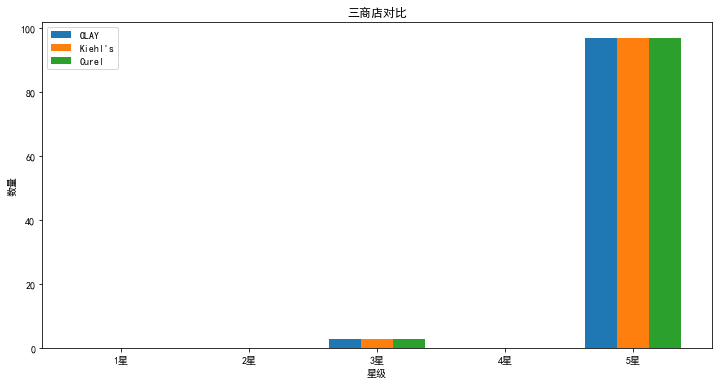 三商店对比
OLAY
Kiehl's
Curel
数量
100
80
60
40
20
0
1星
2星
3星
4星
5星
星级